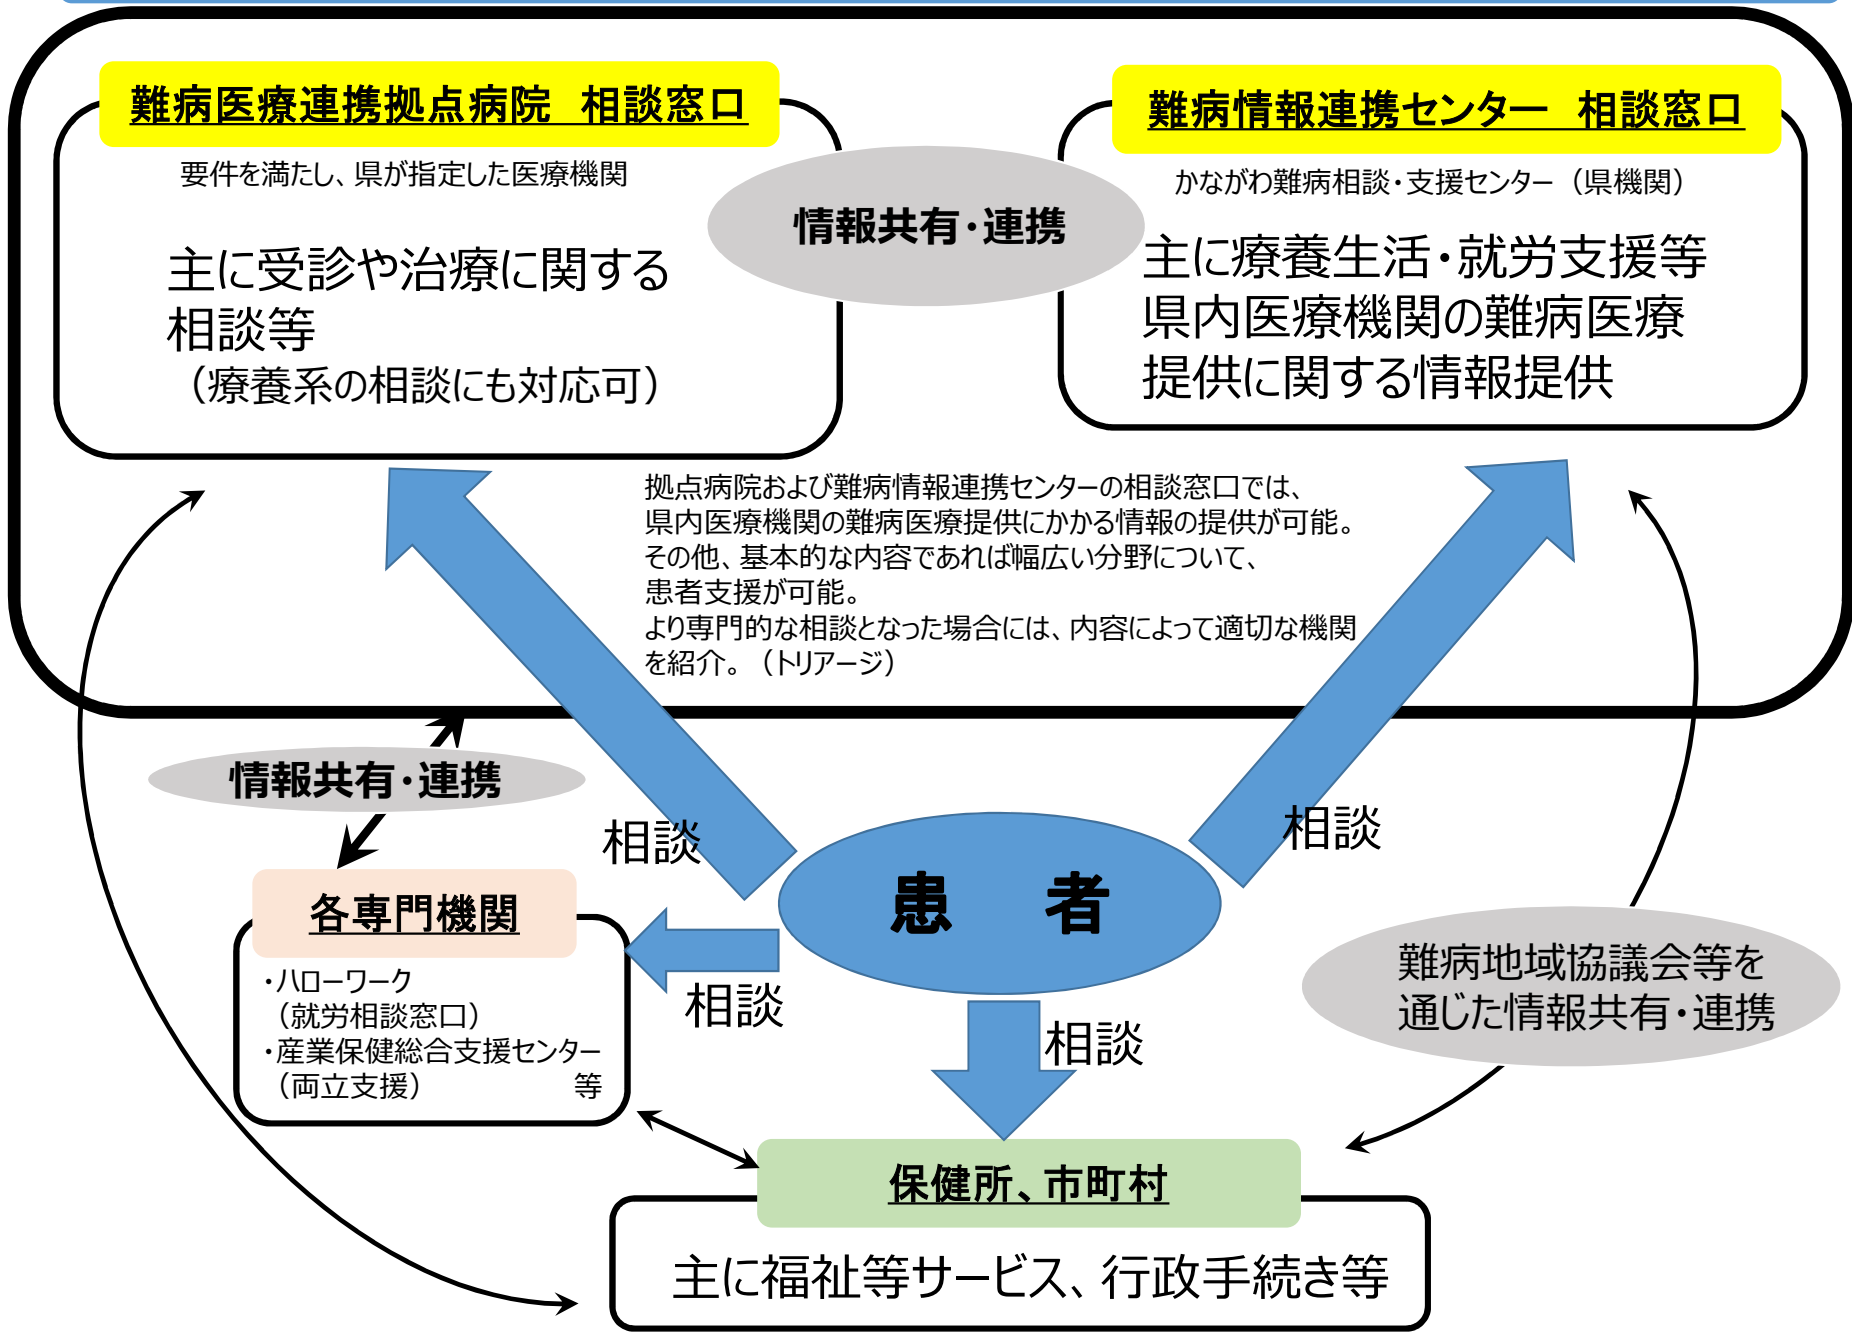 難病医療連携拠点病院　相談窓口
要件を満たし、県が指定した医療機関
主に受診や治療に関する
相談等
（療養系の相談にも対応可）
情報共有・連携
難病情報連携センター　相談窓口
かながわ難病相談・支援センター（県機関）
主に療養生活・就労支援等
県内医療機関の難病医療
提供に関する情報提供
拠点病院および難病情報連携センターの相談窓口では、
県内医療機関の難病医療提供にかかる情報の提供が可能。
その他、基本的な内容であれば幅広い分野について、
患者支援が可能。
より専門的な相談となった場合には、内容によって適切な機関
を紹介。（トリアージ）
情報共有・連携
相談
相談
患　者
各専門機関
・ハローワーク
（就労相談窓口）
・産業保健総合支援センター
（両立支援）　　　　　等
相談
相談
難病地域協議会等を
通じた情報共有・連携
保健所、市町村
主に福祉等サービス、行政手続き等